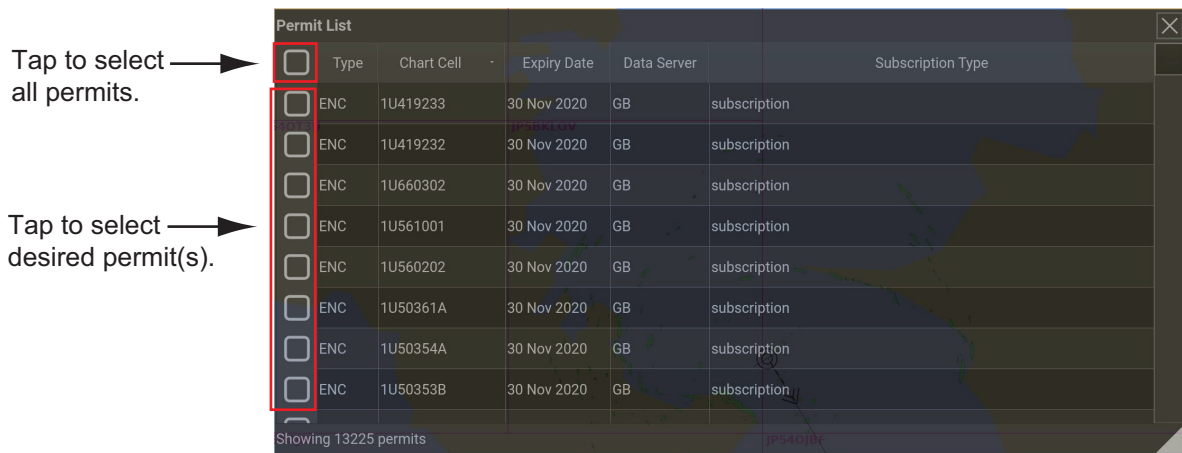 Permit List
Tap to select
all permits.
Type Chart Cell Expiry Date Data Server Subscription Type
ENC 1U419233 30 Nov 2020 GB subscription
JP5BKLOV
ENC 1U419232 30 Nov 2020 GB subscription
ENC 1U660302 30 Nov 2020 GB subscription
Tap to select
desired permit(s).
ENC 1U561001 30 Nov 2020 GB subscription
ENC 1U560202 30 Nov 2020 GB subscription
ENC 1U50361A 30 Nov 2020 GB subscription
ENC 1U50354A 30 Nov 2020 GB subscription
ENC 1U50353B 30 Nov 2020 GB subscription
Showing 13225 permits